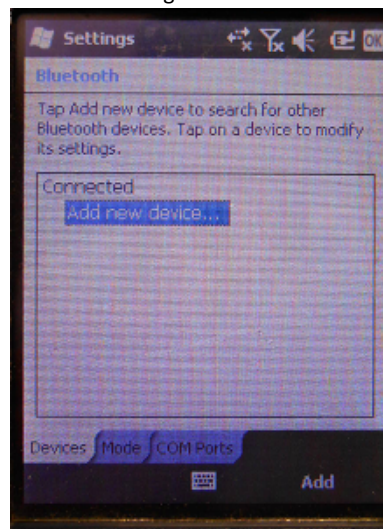 Settings
OK
Bluetooth
Tap Add new device to search for other
Bluetooth devices. Tap on a device to modify
its settings.
Connected
Add new device...
Devices Mode COM Ports
Add